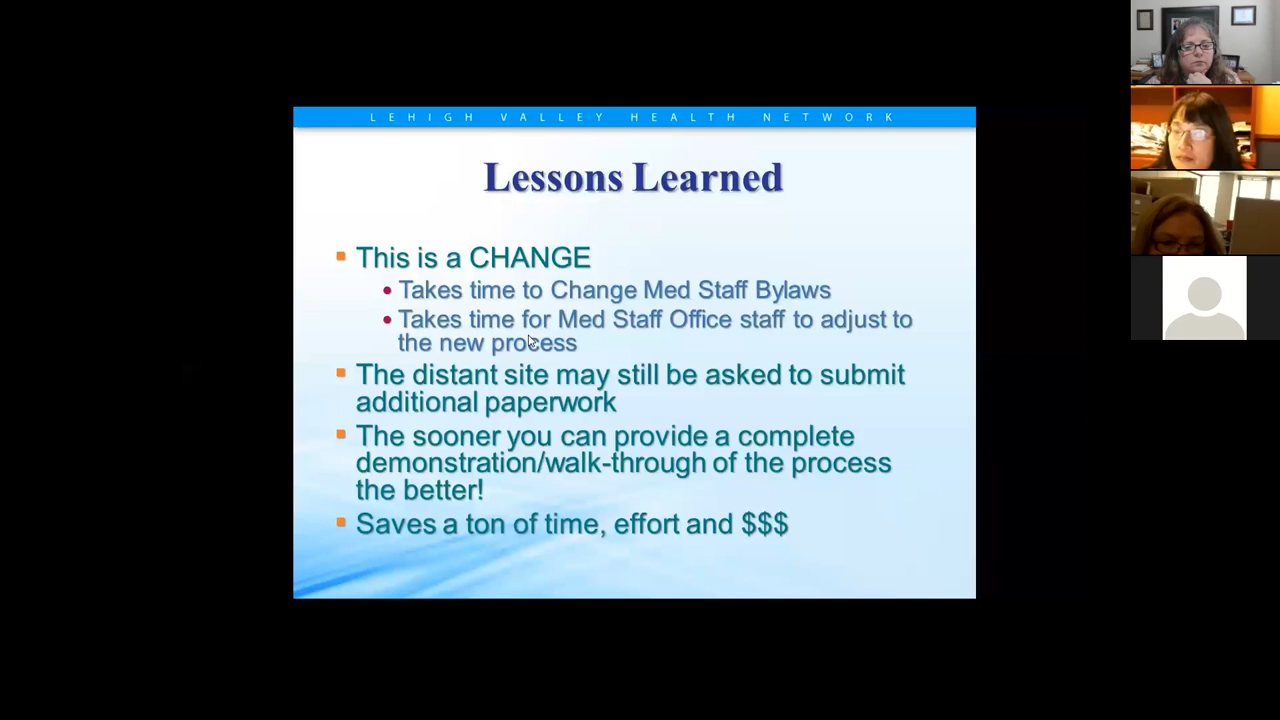 LEHIGH VALLEY HEALTH NETWORK
Lessons Learned
This is a CHANGE
Takes time to Change Med Staff Bylaws
Takes time for Med Staff Office staff to adjust to
the new process
The distant site may still be asked to submit
additional paperwork
The sooner you can provide a complete
demonstration/walk-through of the process
the better!
Saves a ton of time, effort and $$$